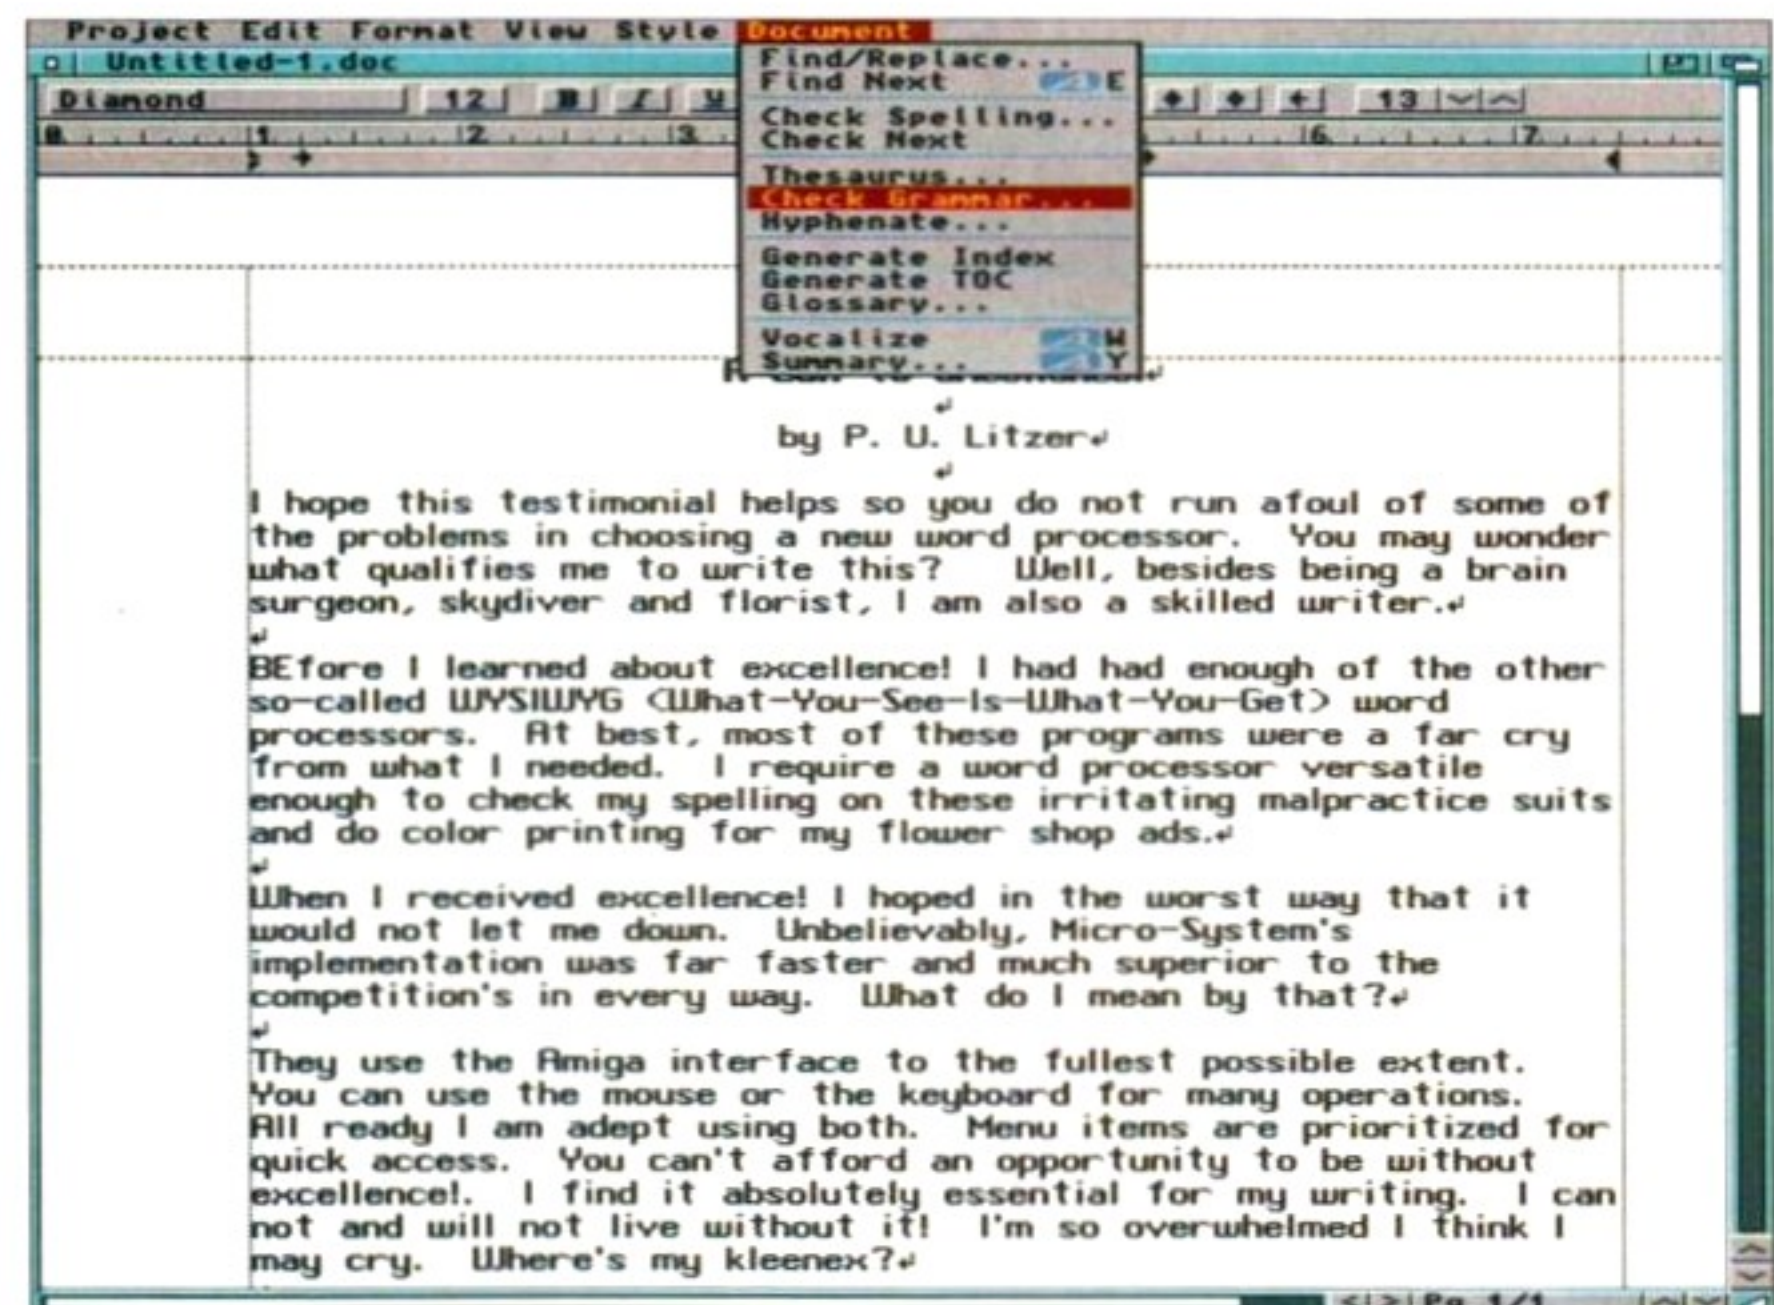 Project Edit Format View Style Document
Untitled-1.doc
Diamond 12 B I U 13
0 1 2 3 6 7
Find/Replace...
Find Next E
Check Spelling...
Check Next
Thesaurus...
Check Grammar...
Hyphenate...
Generate Index
Generate TOC
Glossary...
Vocalize W
Summary... Y
by P. U. Litzer
I hope this testimonial helps so you do not run afoul of some of
the problems in choosing a new word processor. You may wonder
what qualifies me to write this? Well, besides being a brain
surgeon, skydiver and florist, I am also a skilled writer.
BEfore I learned about excellence! I had had enough of the other
so-called WYSIWYG (What-You-See-Is-What-You-Get) word
processors. At best, most of these programs were a far cry
from what I needed. I require a word processor versatile
enough to check my spelling on these irritating malpractice suits
and do color printing for my flower shop ads.
When I received excellence! I hoped in the worst way that it
would not let me down. Unbelievably, Micro-System's
implementation was far faster and much superior to the
competition's in every way. What do I mean by that?
They use the Amiga interface to the fullest possible extent.
You can use the mouse or the keyboard for many operations.
All ready I am adept using both. Menu items are prioritized for
quick access. You can't afford an opportunity to be without
excellence!. I find it absolutely essential for my writing. I can
not and will not live without it! I'm so overwhelmed I think I
may cry. Where's my kleenex?
Pg 1/1